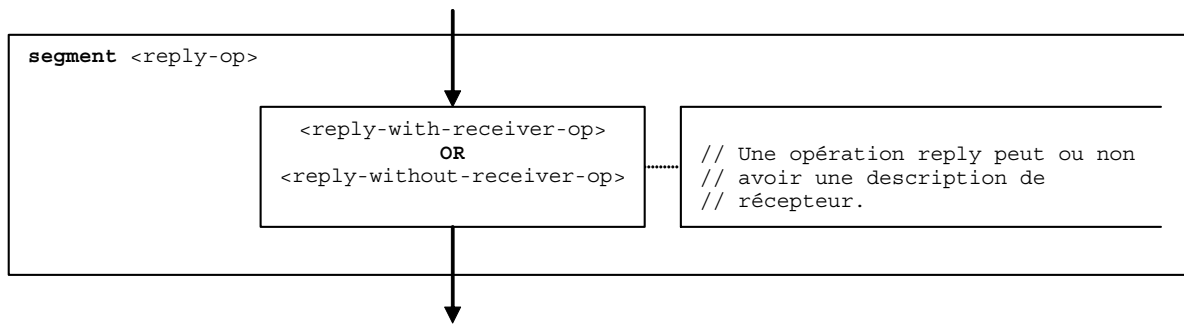 segment <reply-op>
<reply-with-receiver-op>
OR
<reply-without-receiver-op>
// Une opération reply peut ou non
// avoir une description de
// récepteur.